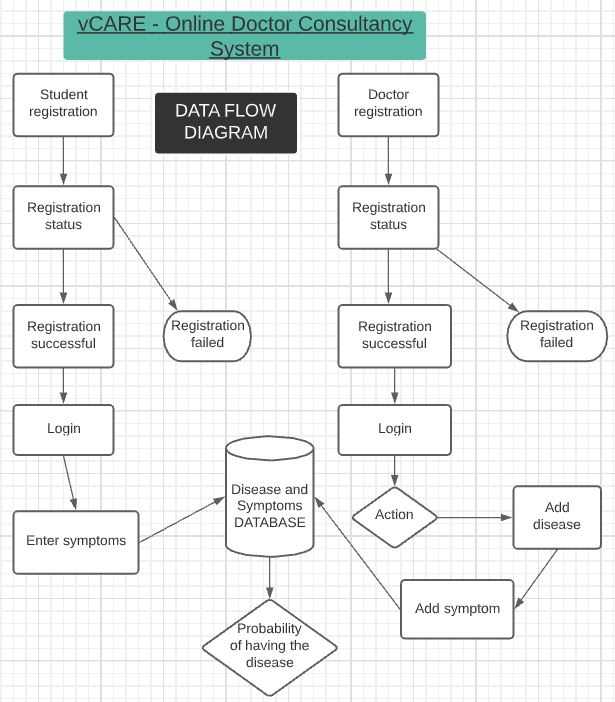 vCARE - Online Doctor Consultancy
System
Student
registration
DATA FLOW
DIAGRAM
Doctor
registration
Registration
status
Registration
status
Registration
successful
Registration
failed
Registration
successful
Registration
failed
Login
Login
Disease and
Symptoms
DATABASE
Action
Add
disease
Enter symptoms
Add symptom
Probability
of having the
disease